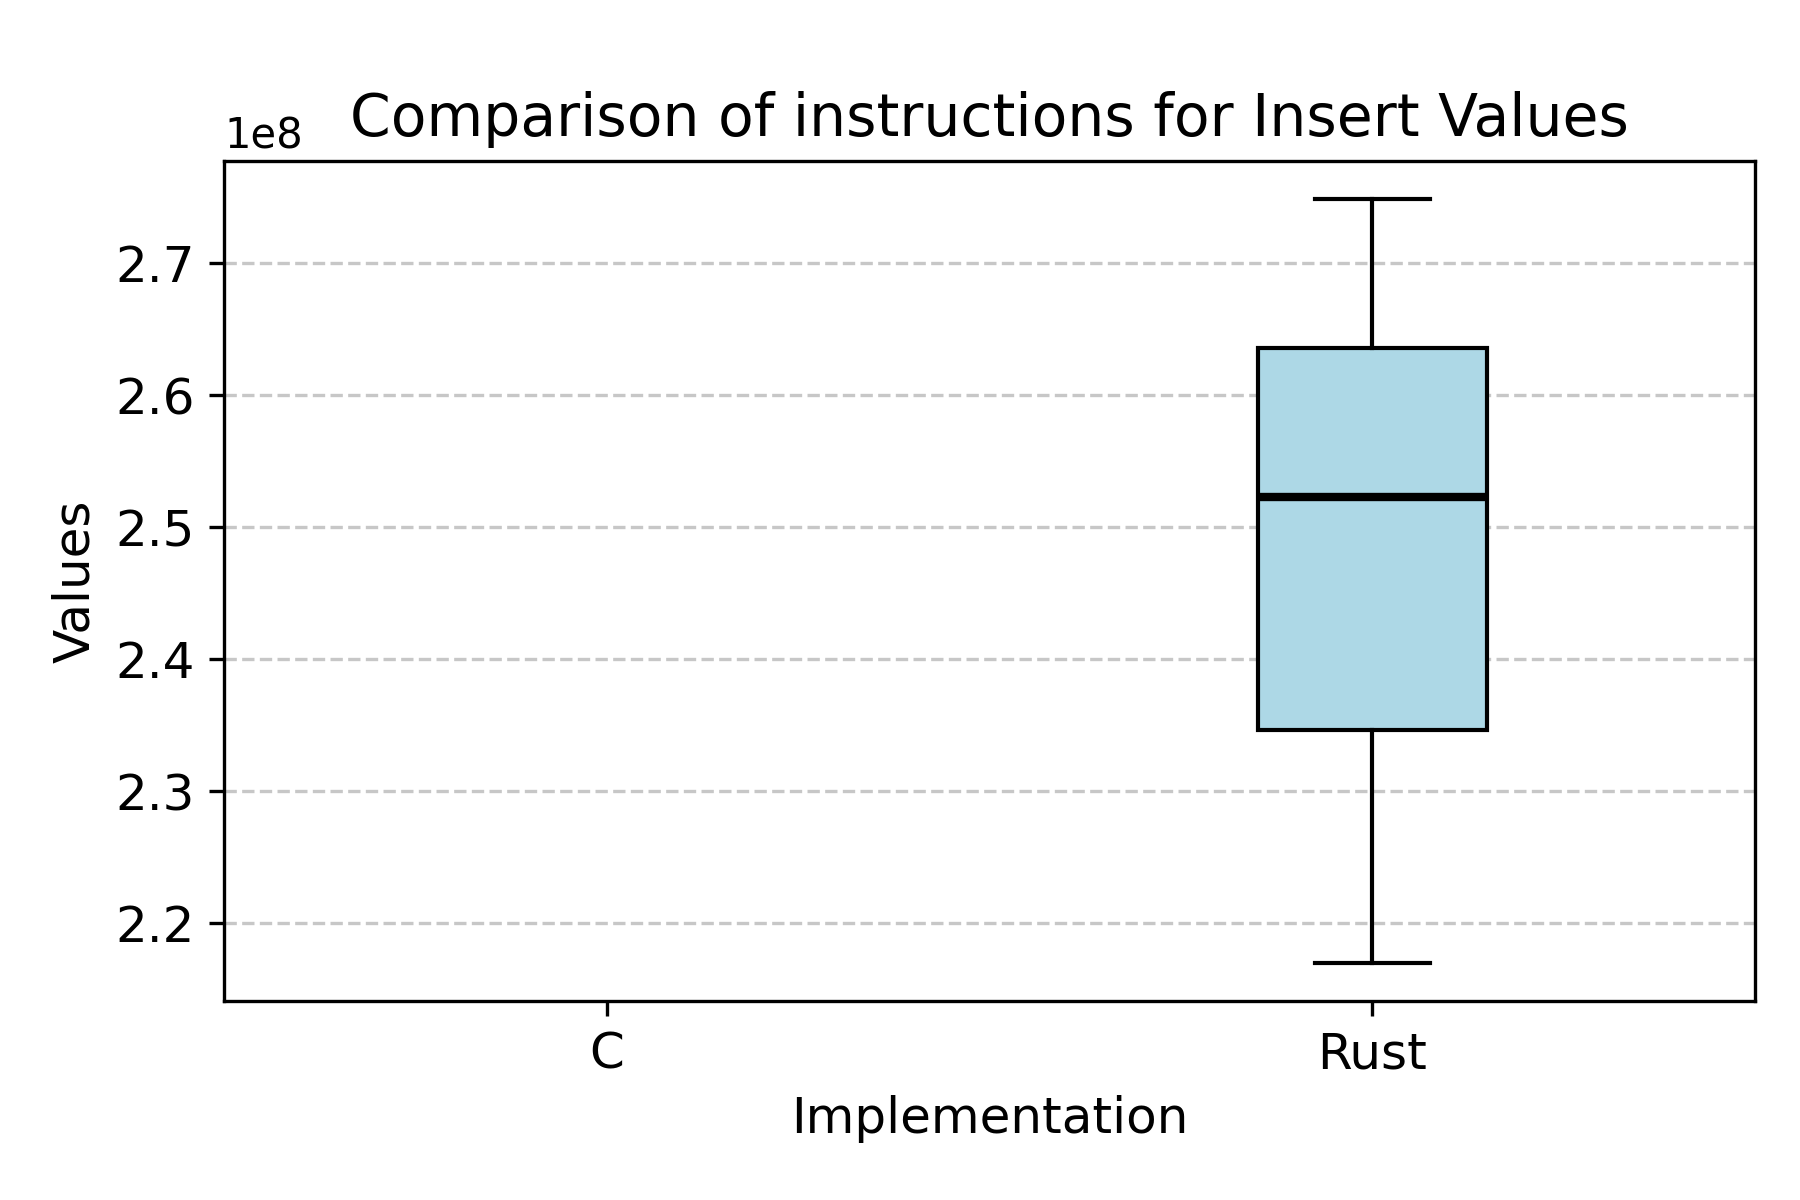 Comparison of instructions for Insert Values
1e8
2.7
2.6
2.5
2.4
2.3
2.2
Values
C
Rust
Implementation